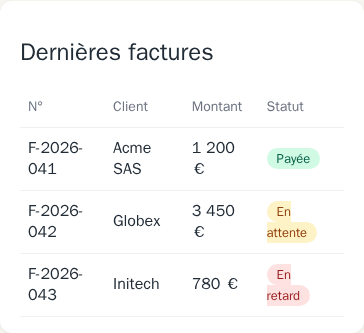 Dernières factures
N° Client Montant Statut
F-2026- Acme 1 200 Payée
041 SAS €
F-2026- Globex 3 450 En
042 € attente
F-2026- Initech 780 € En
043 retard